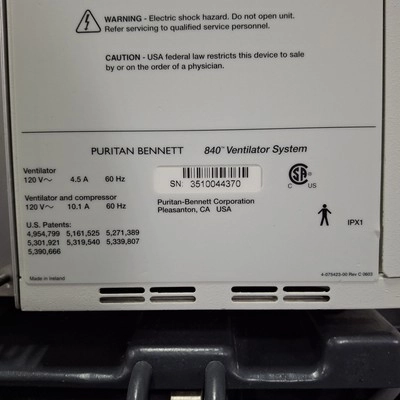 WARNING - Electric shock hazard. Do not open unit.
Refer servicing to qualified service personnel.
CAUTION - USA federal law restricts this device to sale
by or on the order of a physician.
PURITAN BENNETT 840™ Ventilator System
Ventilator
120 V~ 4.5 A 60 Hz
SN: 3510044370
CSA
C US
Ventilator and compressor
120 V~ 10.1 A 60 Hz
Puritan-Bennett Corporation
Pleasanton, CA USA
IPX1
U.S. Patents:
4,954,799 5,161,525 5,271,389
5,301,921 5,319,540 5,339,807
5,390,666
Made in Ireland